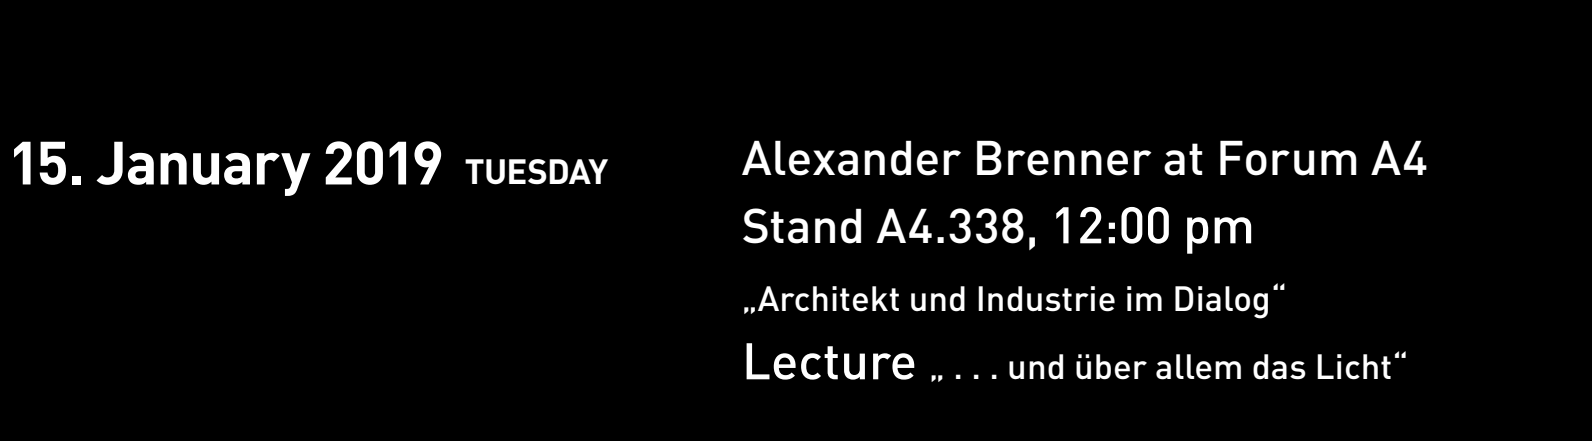 15. January 2019 TUESDAY
Alexander Brenner at Forum A4
Stand A4.338, 12:00 pm
„Architekt und Industrie im Dialog“
Lecture „ . . . und über allem das Licht“